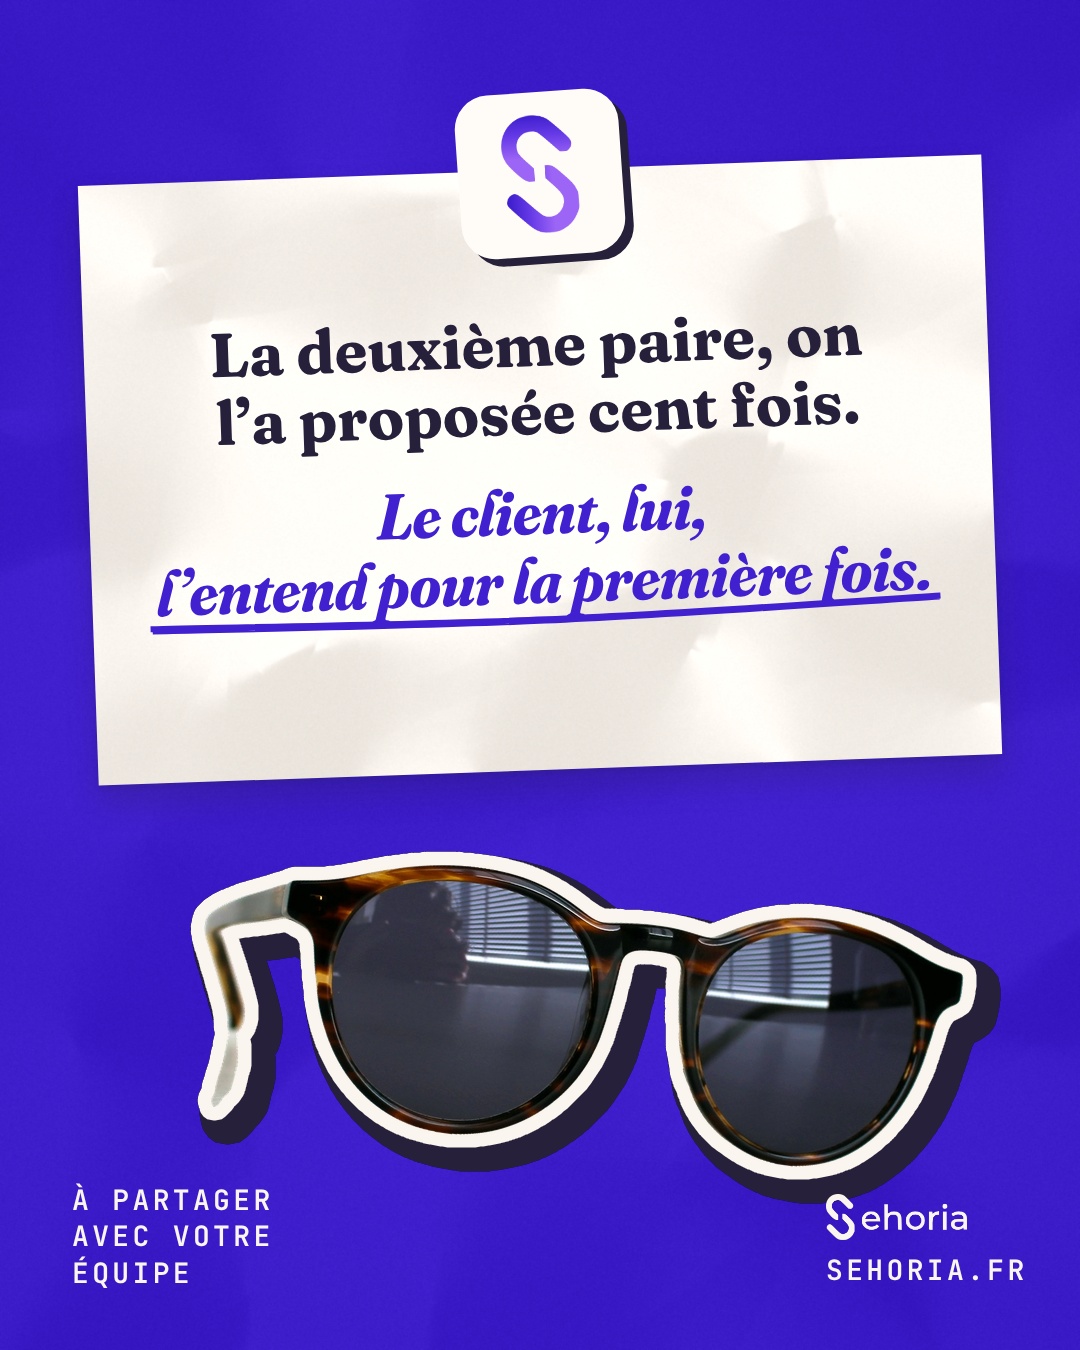 La deuxième paire, on
l’a proposée cent fois.
Le client, lui,
l’entend pour la première fois.
À PARTAGER
AVEC VOTRE
ÉQUIPE
Sehoria
SEHORIA.FR